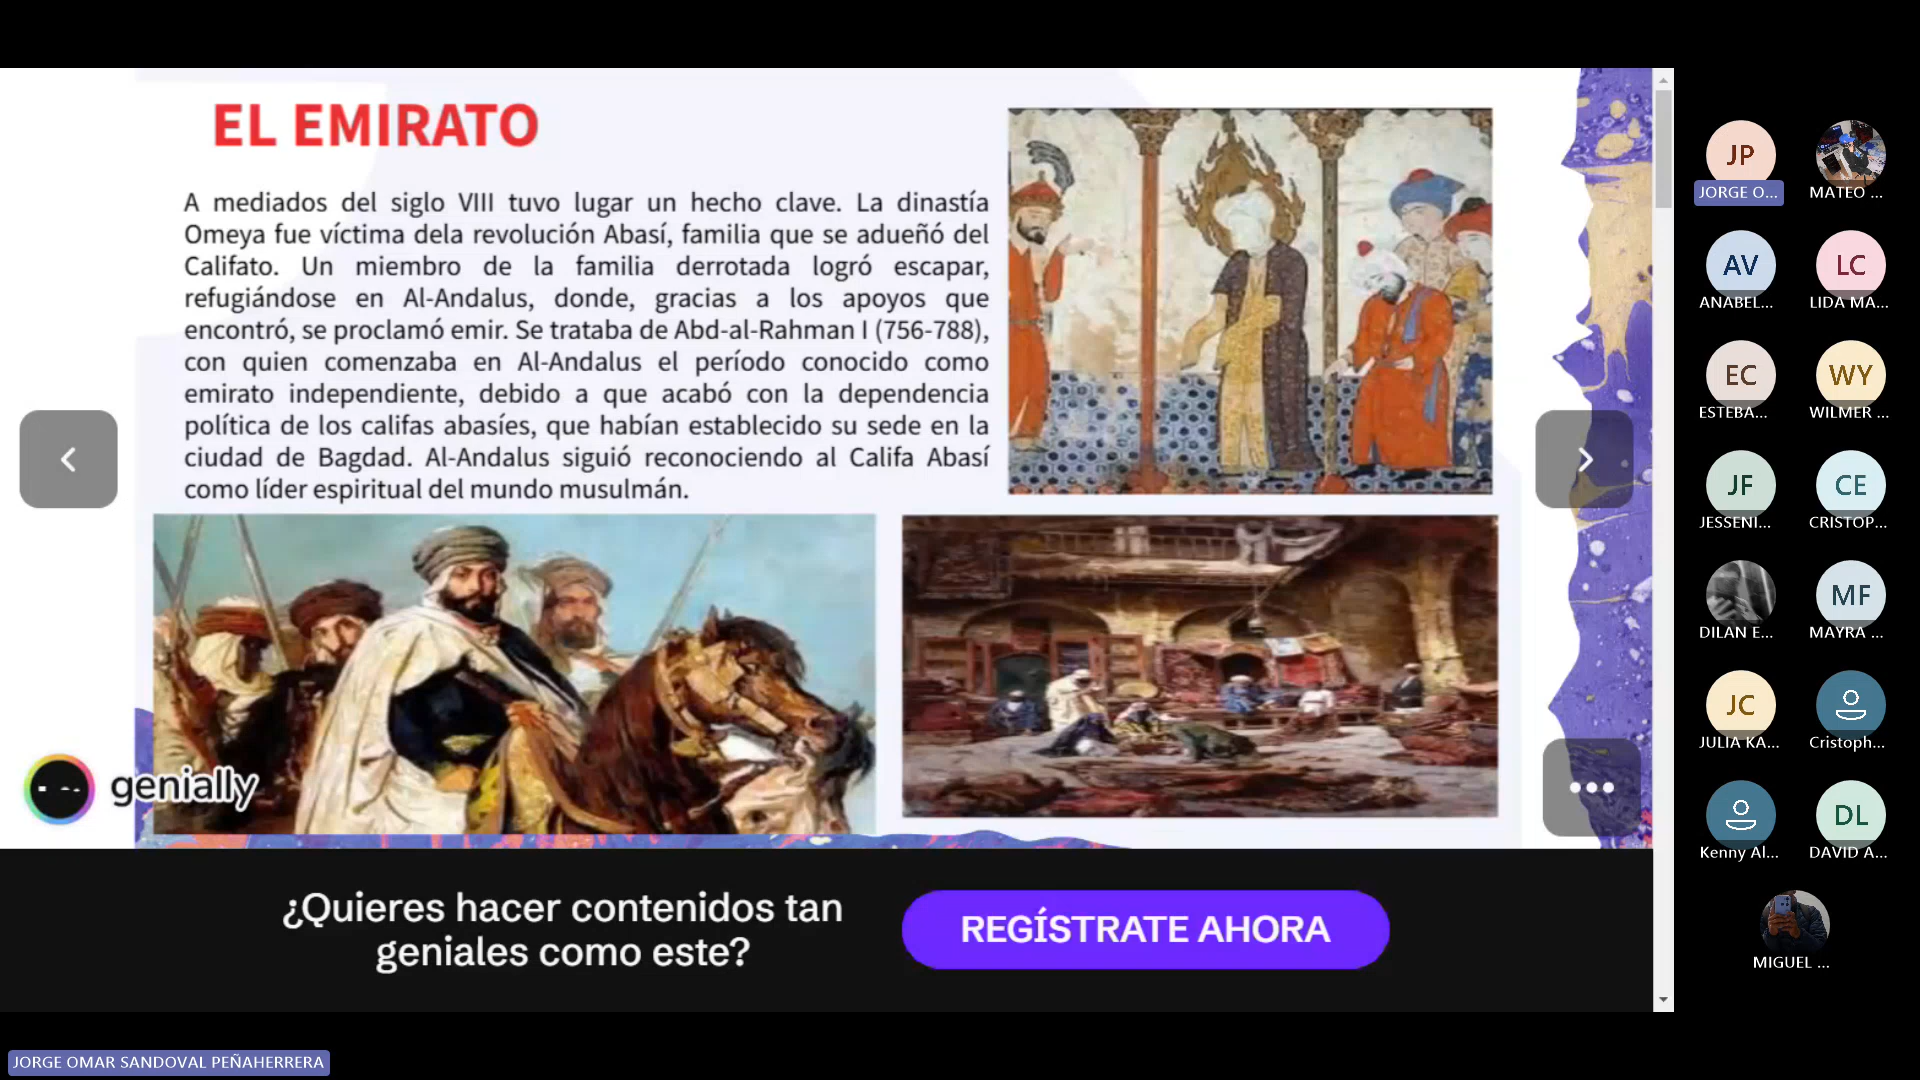 EL EMIRATO
A mediados del siglo VIII tuvo lugar un hecho clave. La dinastía
Omeya fue víctima dela revolución Abasí, familia que se adueñó del
Califato. Un miembro de la familia derrotada logró escapar,
refugiándose en Al-Andalus, donde, gracias a los apoyos que
encontró, se proclamó emir. Se trataba de Abd-al-Rahman I (756-788),
con quien comenzaba en Al-Andalus el período conocido como
emirato independiente, debido a que acabó con la dependencia
política de los califas abasíes, que habían establecido su sede en la
ciudad de Bagdad. Al-Andalus siguió reconociendo al Califa Abasí
como líder espiritual del mundo musulmán.
genially
¿Quieres hacer contenidos tan
geniales como este?
REGÍSTRATE AHORA
JP
JORGE O...
MATEO ...
AV
ANABEL...
LC
LIDA MA...
EC
ESTEBA...
WY
WILMER ...
JF
JESSENI...
CE
CRISTOP...
DILAN E...
MF
MAYRA ...
JC
JULIA KA...
Cristoph...
Kenny Al...
DL
DAVID A...
MIGUEL ...
JORGE OMAR SANDOVAL PEÑAHERRERA